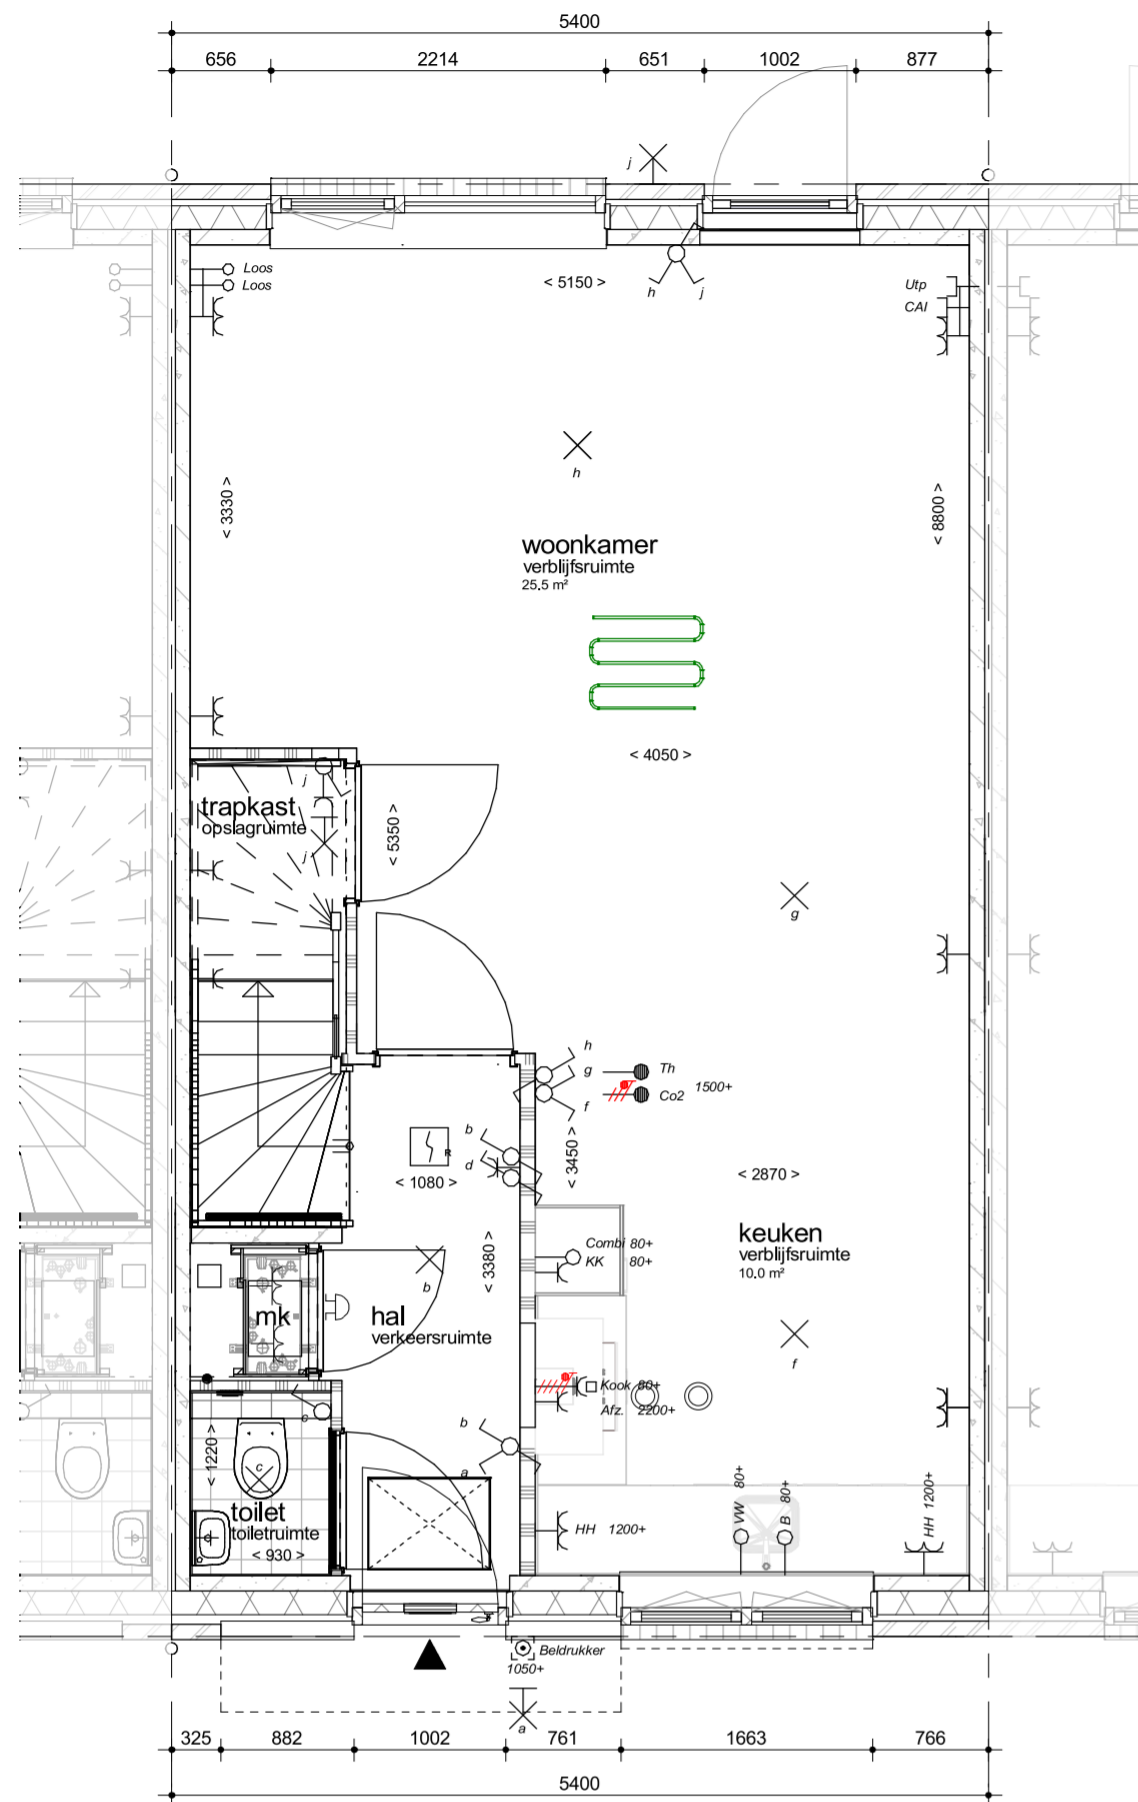 5400
656 2214 651 1002 877
j
Loos
Loos
< 5150 >
h j
Utp
CAI
h
< 3330 >
< 8800 >
woonkamer
verblijfsruimte
25.5 m²
< 4050 >
j
trapkast
opslagruimte
j
< 5350 >
g
h
g
f
Th
Co2
1500+
b
d
R
< 1080 >
< 3450 >
< 2870 >
keuken
verblijfsruimte
10.0 m²
Combi 80+
KK 80+
< 3380 >
b
mk
hal
verkeersruimte
f
Kook 80+
Afz. 2200+
c
b
a
< 1220 >
c
toilet
toiletruimte
< 930 >
HH 1200+
VW 80+
B 80+
HH 1200+
Beldrukker
1050+
a
325 882 1002 761 1663 766
5400